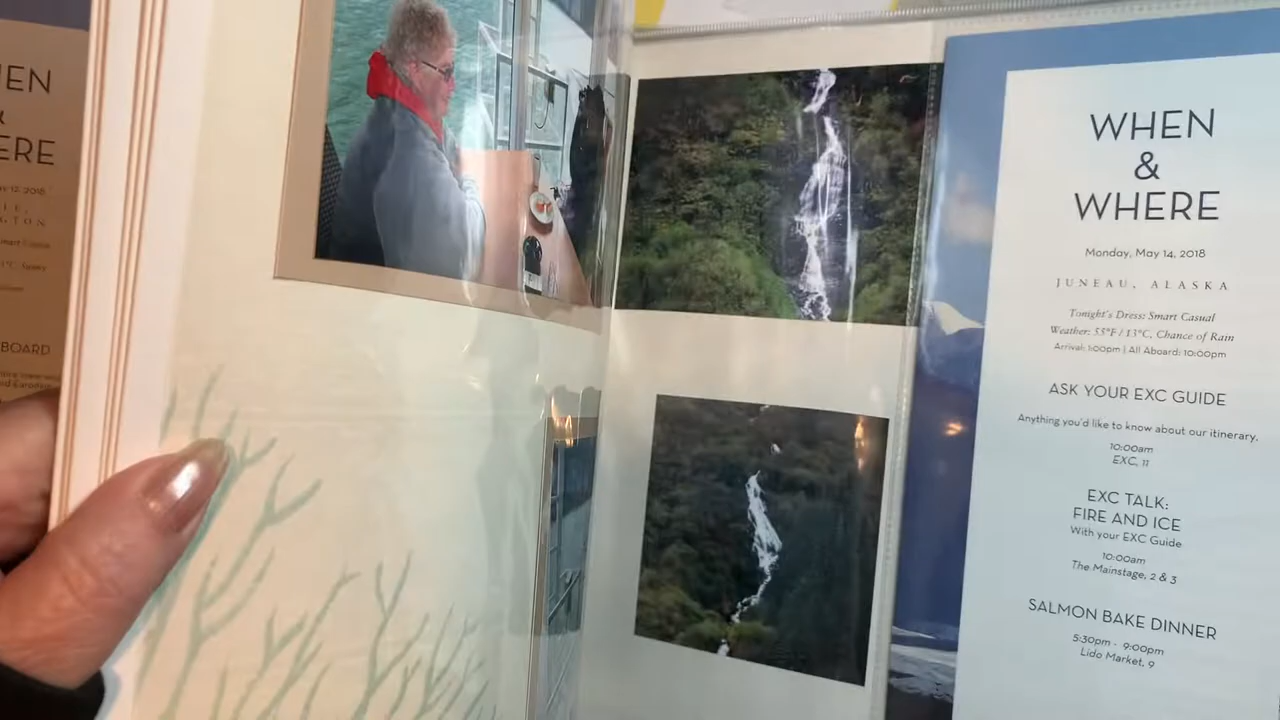 EN
&
ERE
BOARD
WHEN
&
WHERE
Monday, May 14, 2018
JUNEAU, ALASKA
Tonight's Dress: Smart Casual
Weather: 55°F / 13°C, Chance of Rain
Arrival: 1:00pm | All Aboard: 10:00pm
ASK YOUR EXC GUIDE
Anything you'd like to know about our itinerary.
10:00am
EXC, 11
EXC TALK:
FIRE AND ICE
With your EXC Guide
10:00am
The Mainstage, 2 & 3
SALMON BAKE DINNER
5:30pm - 9:00pm
Lido Market, 9